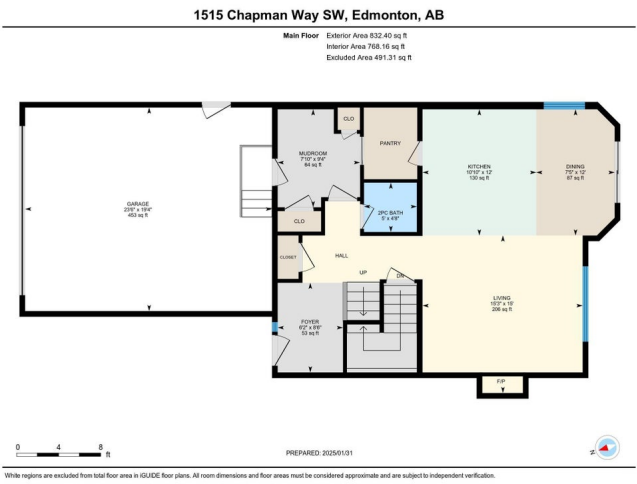 1515 Chapman Way SW, Edmonton, AB
Main Floor Exterior Area 832.40 sq ft
Interior Area 768.16 sq ft
Excluded Area 491.31 sq ft
CLO
MUDROOM
7'10" x 9'4"
64 sq ft
PANTRY
KITCHEN
10'10" x 12'
130 sq ft
DINING
7'5" x 12'
87 sq ft
GARAGE
23'5" x 19'4"
453 sq ft
2PC BATH
5' x 4'8"
CLO
CLOSET
HALL
UP
DN
LIVING
15'3" x 15'
206 sq ft
FOYER
6'2" x 8'6"
53 sq ft
F/P
0 4 8
ft
PREPARED: 2025/01/31
N
White regions are excluded from total floor area in iGUIDE floor plans. All room dimensions and floor areas must be considered approximate and are subject to independent verification.